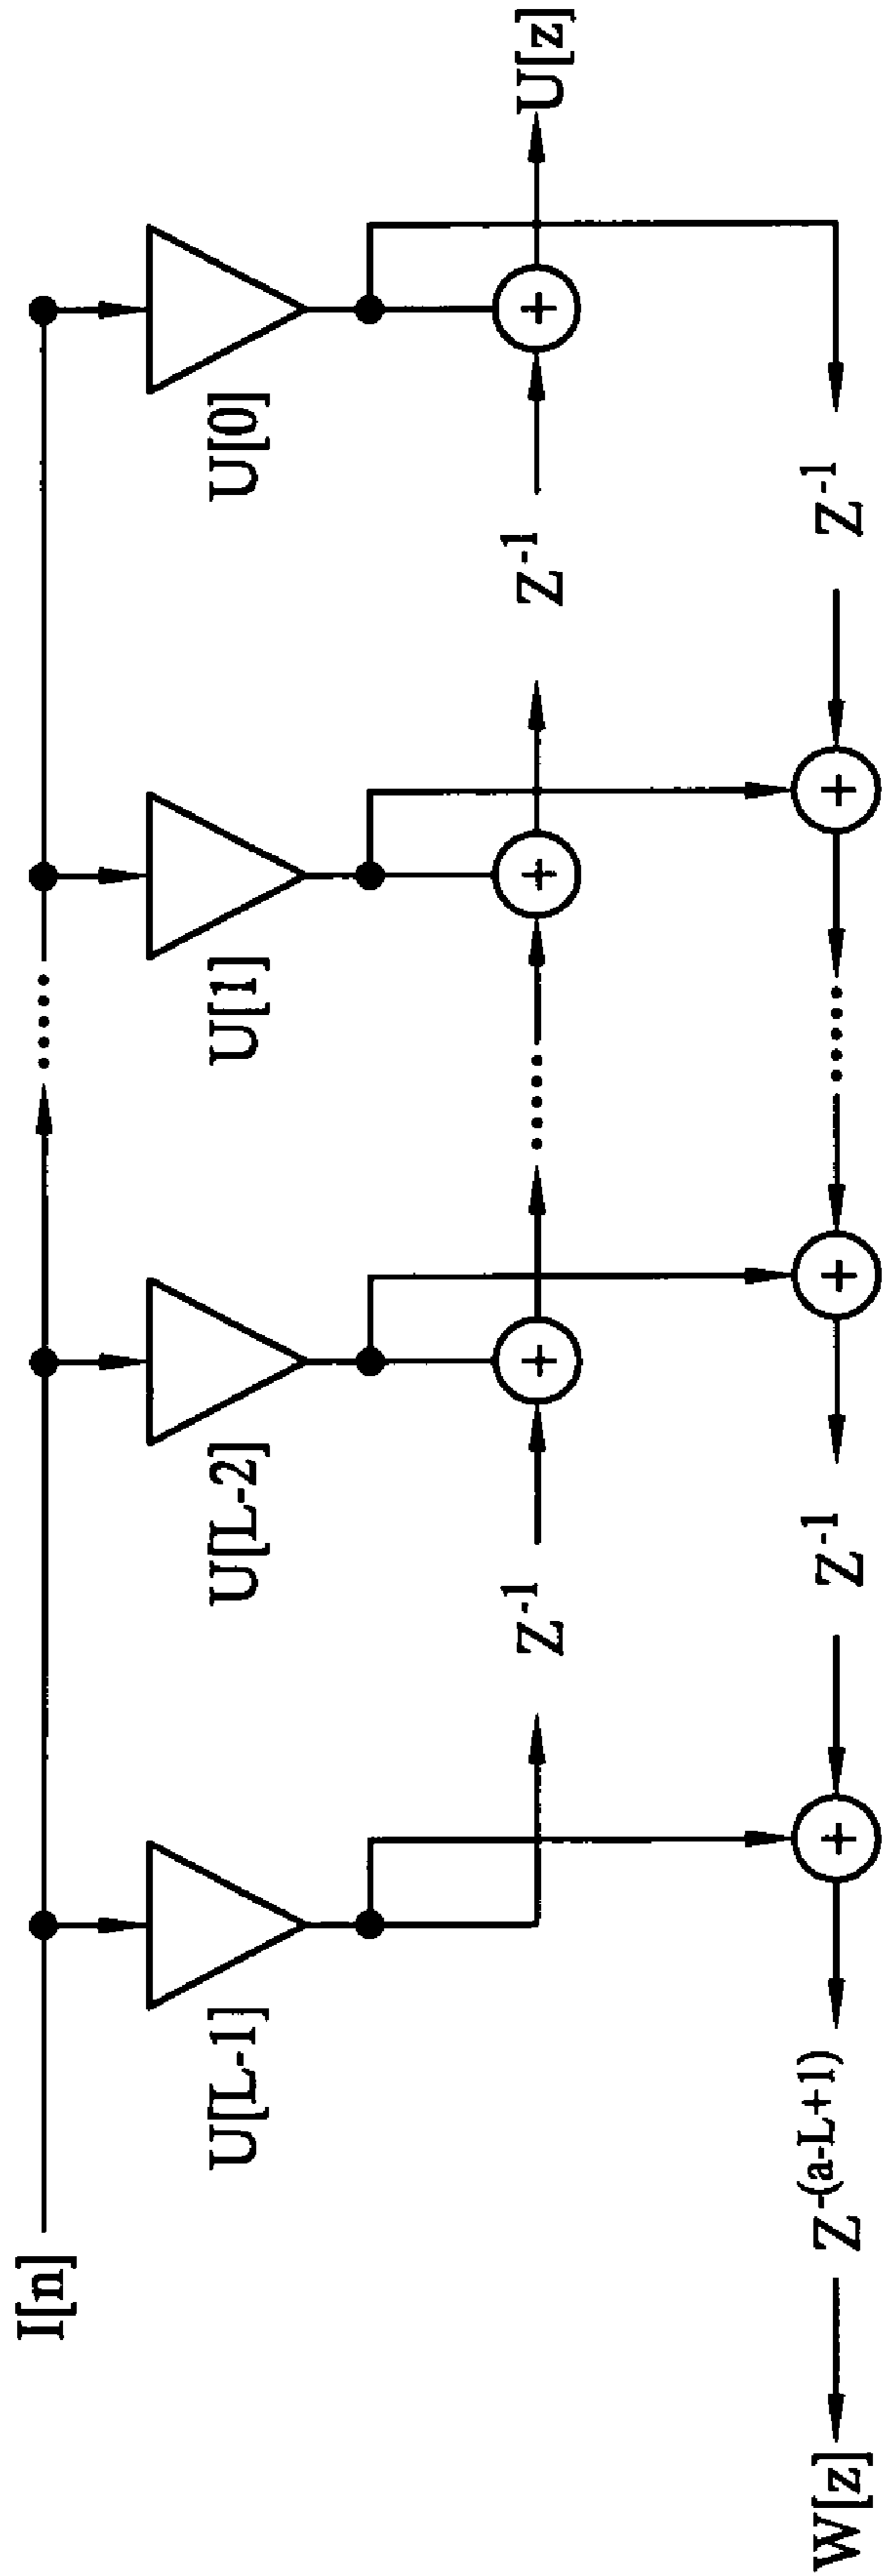 I[n]
U[L-1]
U[L-2]
.....
U[1]
U[0]
Z-1
+
.....
+
Z-1
+
U[z]
W[z]
Z-(a-L+1)
+
Z-1
+
.....
+
Z-1